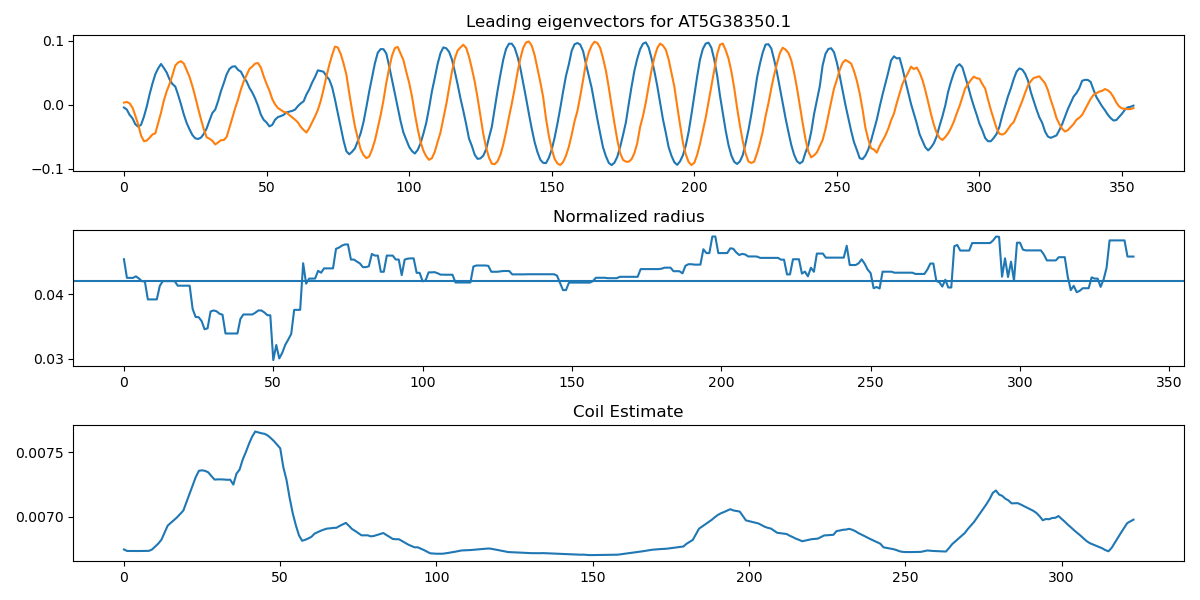 Leading eigenvectors for AT5G38350.1
0.1
0.0
−0.1
0 50 100 150 200 250 300 350
Normalized radius
0.04
0.03
0 50 100 150 200 250 300 350
Coil Estimate
0.0075
0.0070
0 50 100 150 200 250 300